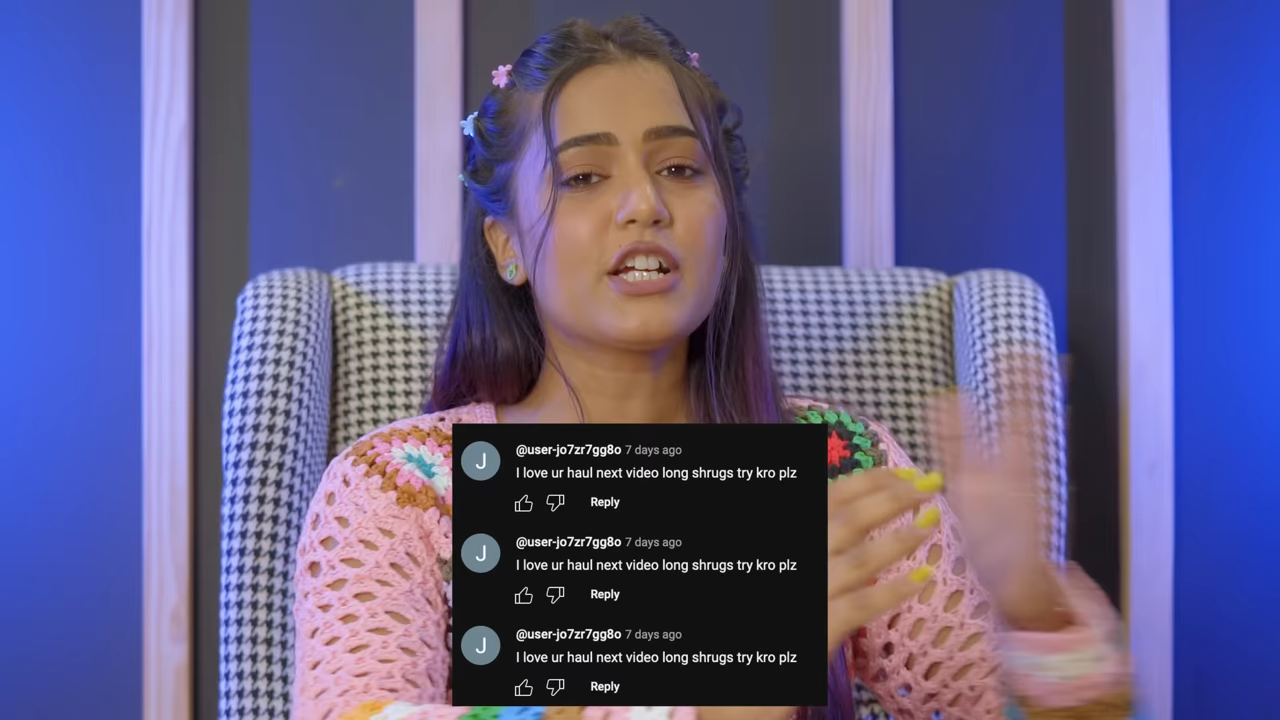 J
@user-jo7zr7gg8o 7 days ago
I love ur haul next video long shrugs try kro plz
Reply
J
@user-jo7zr7gg8o 7 days ago
I love ur haul next video long shrugs try kro plz
Reply
J
@user-jo7zr7gg8o 7 days ago
I love ur haul next video long shrugs try kro plz
Reply